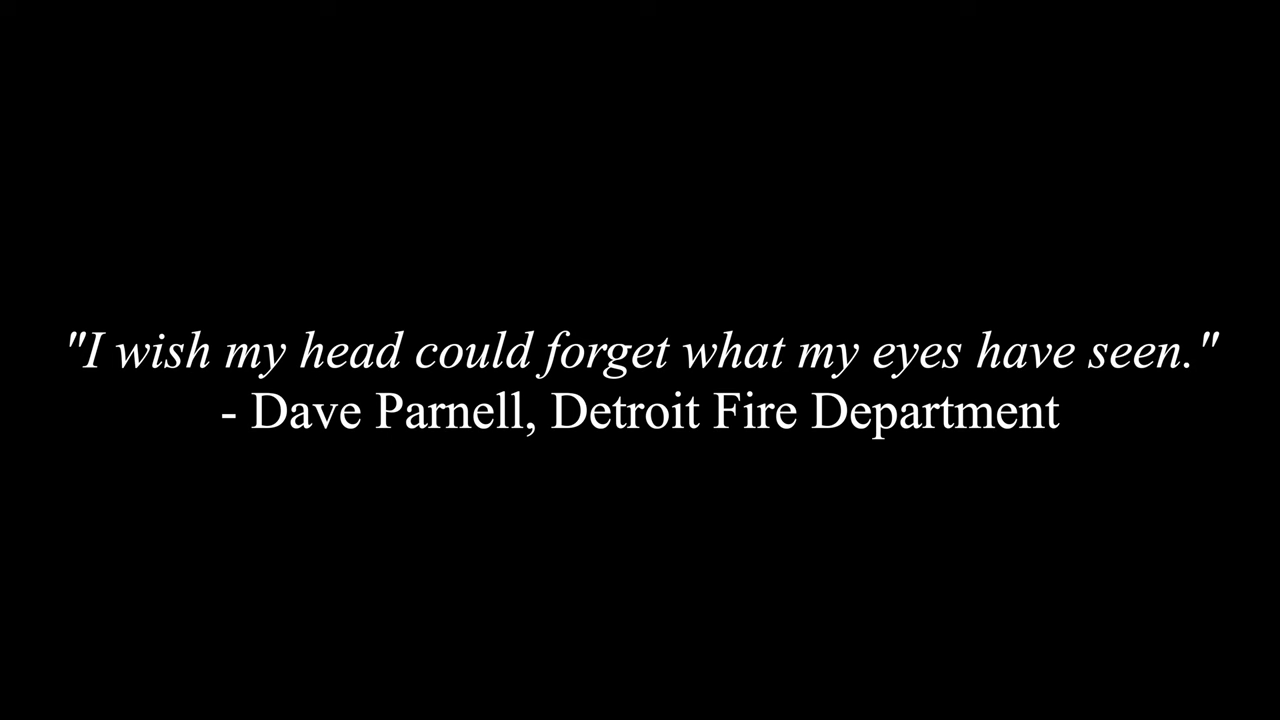 "I wish my head could forget what my eyes have seen."
- Dave Parnell, Detroit Fire Department